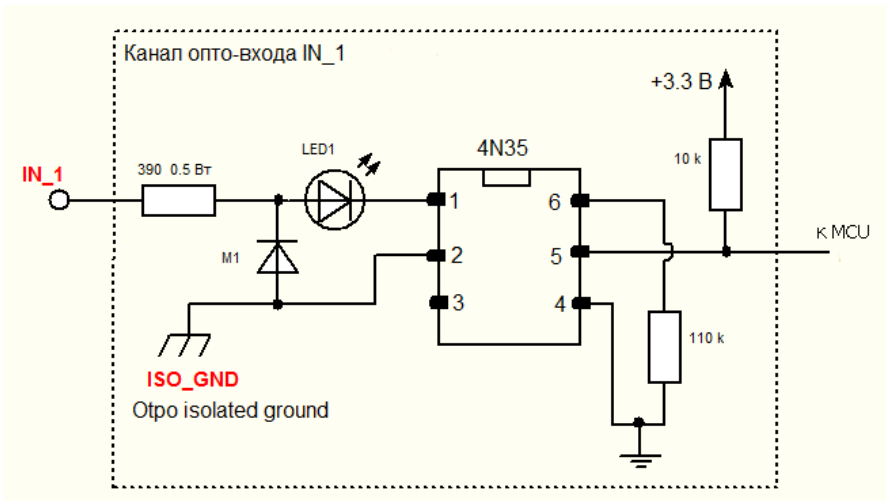 Канал опто-входа IN_1
+3.3 В
LED1
4N35
390 0.5 Вт
10 k
IN_1
1
6
к MCU
M1
2
5
3
4
110 k
ISO_GND
Otpo isolated ground